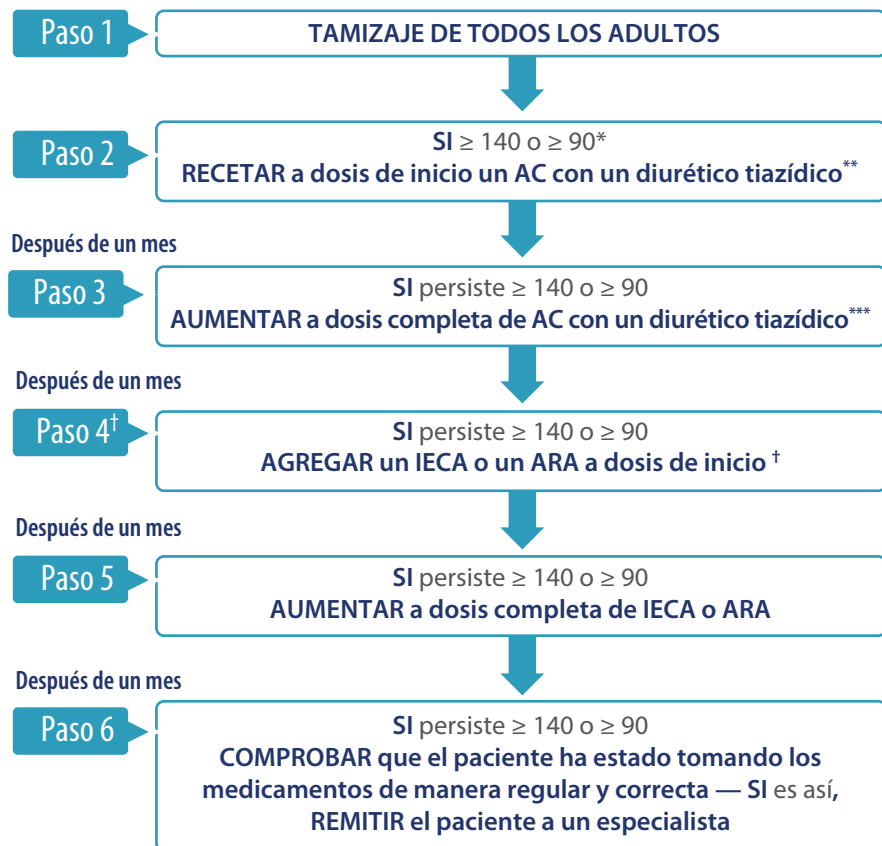 Paso 1
TAMIZAJE DE TODOS LOS ADULTOS
Paso 2
SI ≥ 140 o ≥ 90*
RECETAR a dosis de inicio un AC con un diurético tiazídico**
Después de un mes
Paso 3
SI persiste ≥ 140 o ≥ 90
AUMENTAR a dosis completa de AC con un diurético tiazídico***
Después de un mes
Paso 4†
SI persiste ≥ 140 o ≥ 90
AGREGAR un IECA o un ARA a dosis de inicio †
Después de un mes
Paso 5
SI persiste ≥ 140 o ≥ 90
AUMENTAR a dosis completa de IECA o ARA
Después de un mes
Paso 6
SI persiste ≥ 140 o ≥ 90
COMPROBAR que el paciente ha estado tomando los
medicamentos de manera regular y correcta — SI es así,
REMITIR el paciente a un especialista